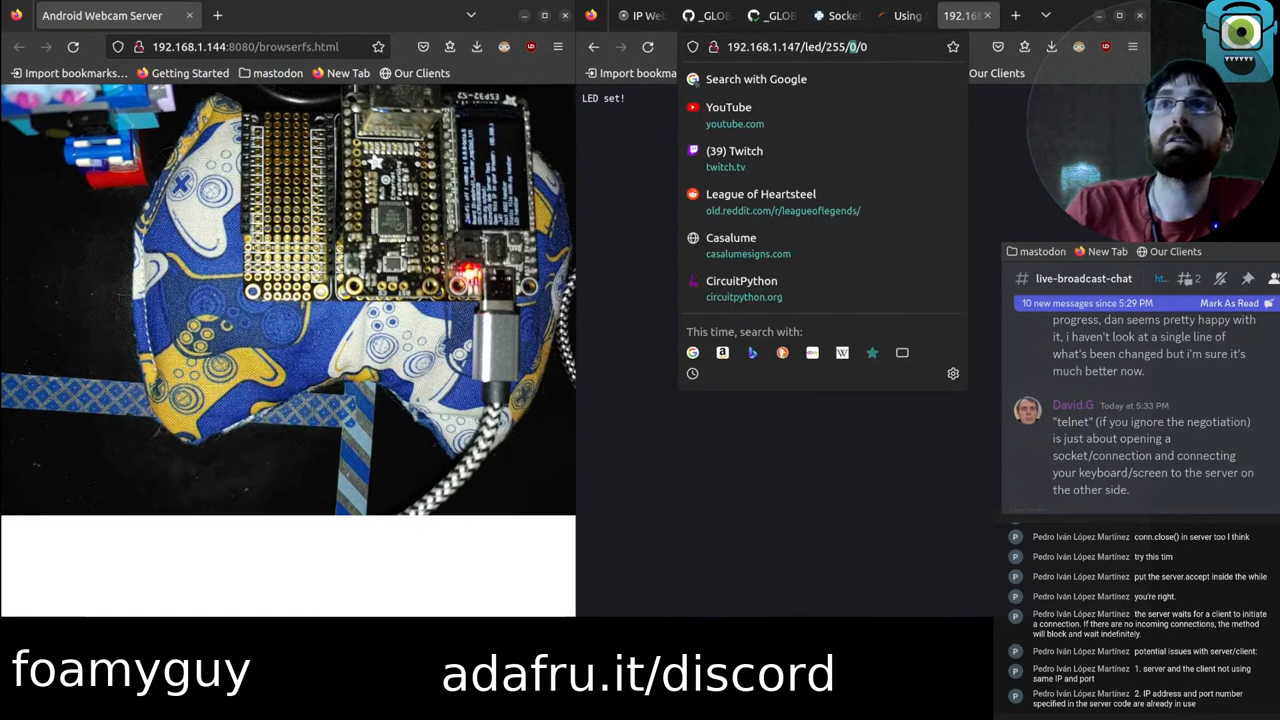 Android Webcam Server
192.168.1.144:8080/browserfs.html
Import bookmarks...
Getting Started
mastodon
New Tab
Our Clients
IP Web
_GLOB
_GLOB
Socket
Using
192.168
192.168.1.147/led/255/0/0
Import bookma
Our Clients
LED set!
Search with Google
YouTube
youtube.com
(39) Twitch
twitch.tv
League of Heartsteel
old.reddit.com/r/leagueoflegends/
Casalume
casalumesigns.com
CircuitPython
circuitpython.org
This time, search with:
ESP32-S2
mastodon
New Tab
Our Clients
# live-broadcast-chat
ht...
2
10 new messages since 5:29 PM
Mark As Read
progress, dan seems pretty happy with
it, i haven't look at a single line of
what's been changed but i'm sure it's
much better now.
David.G Today at 5:33 PM
"telnet" (if you ignore the negotiation)
is just about opening a
socket/connection and connecting
your keyboard/screen to the server on
the other side.
P Pedro Iván López Martínez conn.close() in server too I think
P Pedro Iván López Martínez try this tim
P Pedro Iván López Martínez put the server.accept inside the while
P Pedro Iván López Martínez you're right.
P Pedro Iván López Martínez the server waits for a client to initiate
a connection. If there are no incoming connections, the method
will block and wait indefinitely.
P Pedro Iván López Martínez potential issues with server/client:
P Pedro Iván López Martínez 1. server and the client not using
same IP and port
P Pedro Iván López Martínez 2. IP address and port number
specified in the server code are already in use
foamyguy
adafru.it/discord